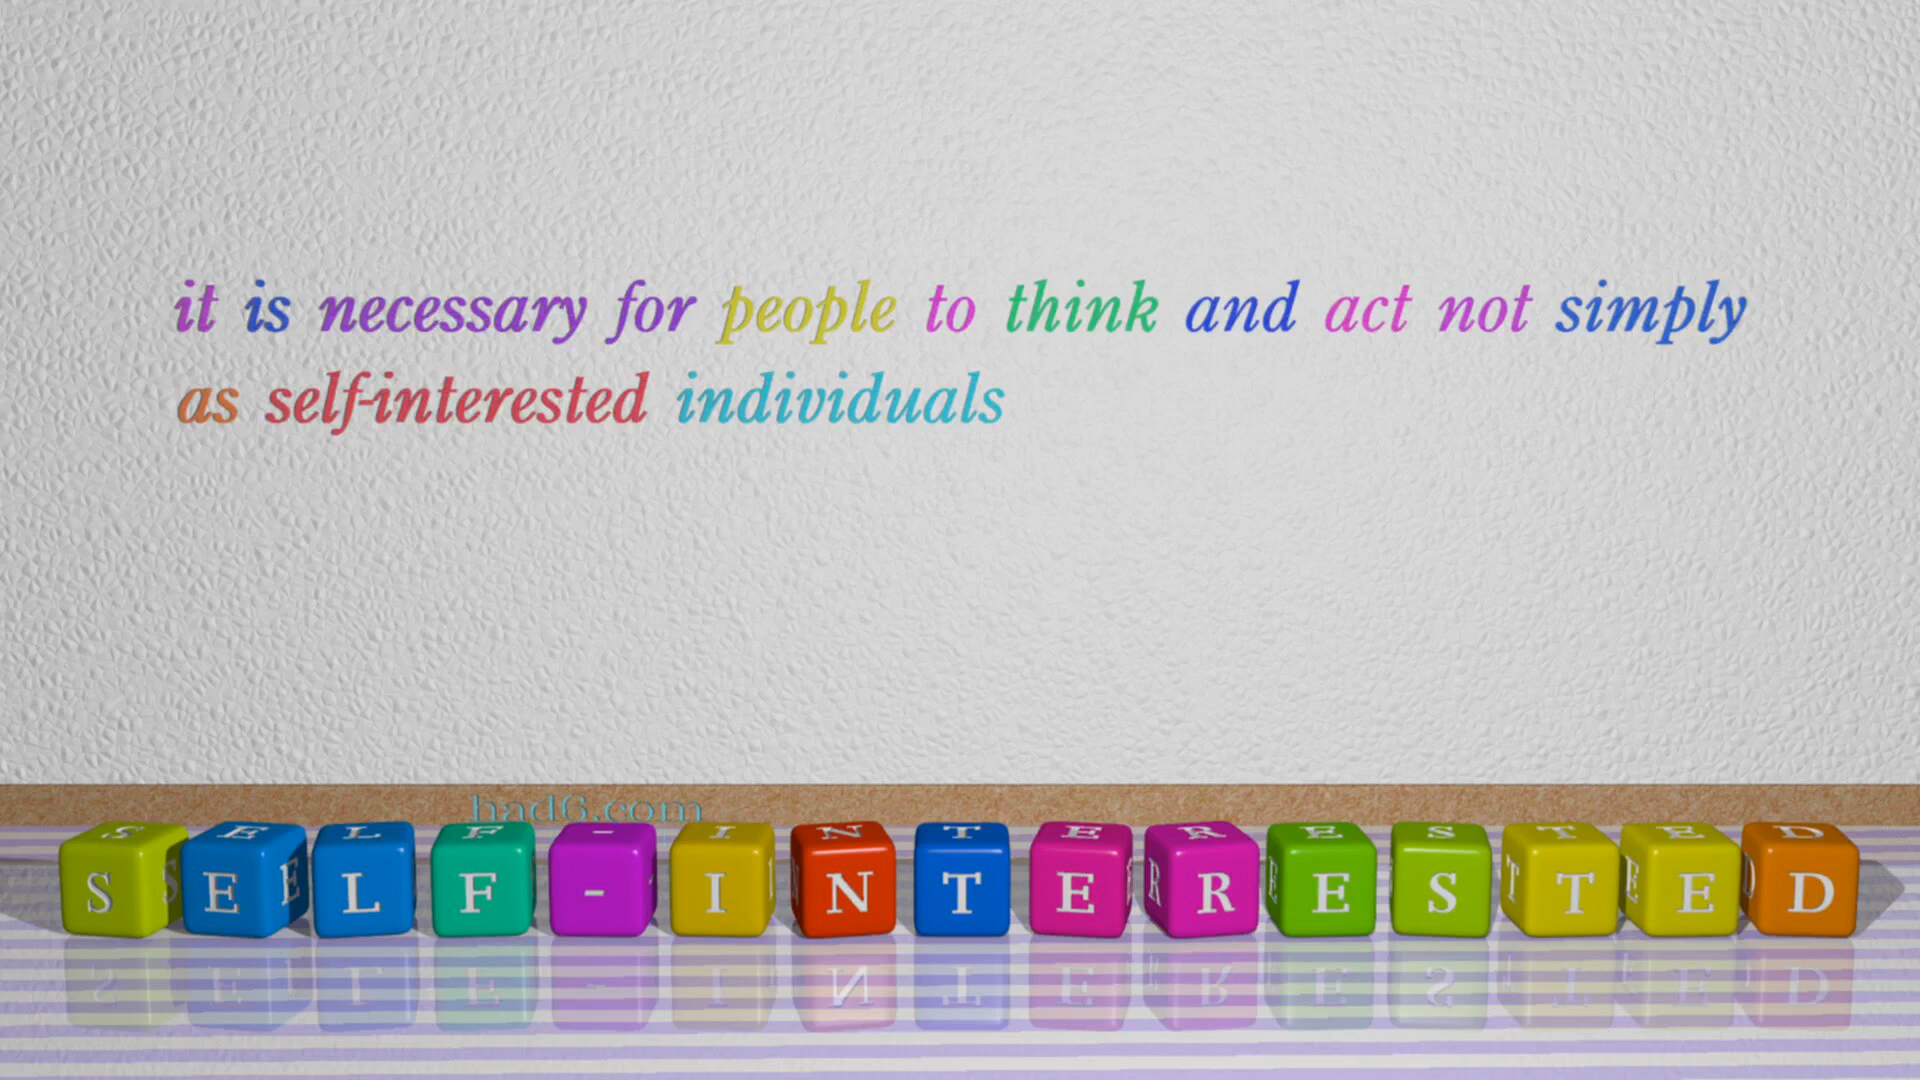 it is necessary for people to think and act not simply
as self-interested individuals
had6.com
SELF-INTERESTED